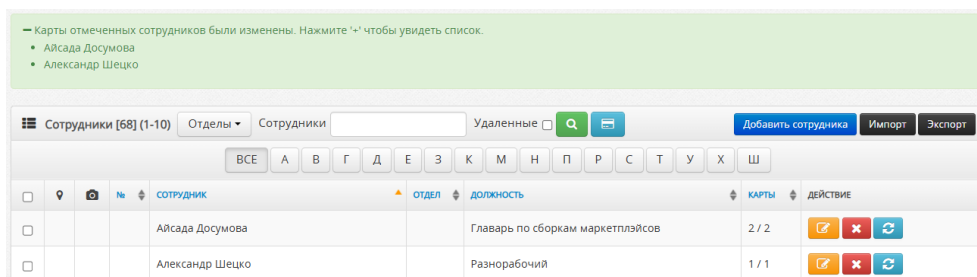 Карты отмеченных сотрудников были изменены. Нажмите '+' чтобы увидеть список.
Айсада Досумова
Александр Шецко
Сотрудники [68] (1-10) Отделы Сотрудники Удаленные Добавить сотрудника Импорт Экспорт
ВСЕ А В Г Д Е З К М Н П Р С Т У Х Ш
№ СОТРУДНИК ОТДЕЛ ДОЛЖНОСТЬ КАРТЫ ДЕЙСТВИЕ
Айсада Досумова Главарь по сборкам маркетплэйсов 2 / 2
Александр Шецко Разнорабочий 1 / 1